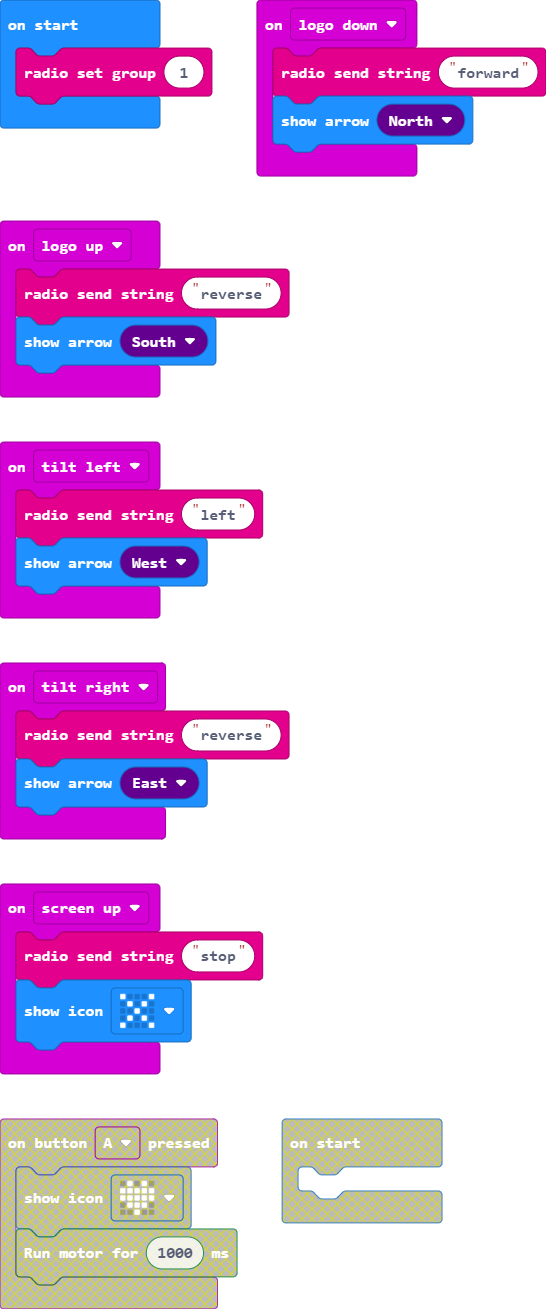 on start
radio set group 1
on logo down
radio send string "forward"
show arrow North
on logo up
radio send string "reverse"
show arrow South
on tilt left
radio send string "left"
show arrow West
on tilt right
radio send string "reverse"
show arrow East
on screen up
radio send string "stop"
show icon
on button A pressed
show icon
Run motor for 1000 ms
on start